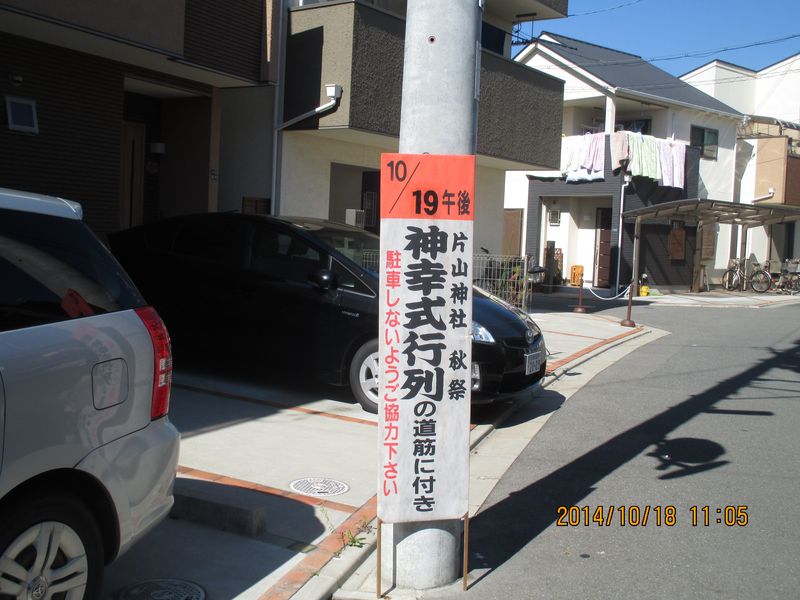 10/19午後
片山神社 秋祭
神幸式行列の道筋に付き
駐車しないようご協力下さい
2014/10/18 11:05